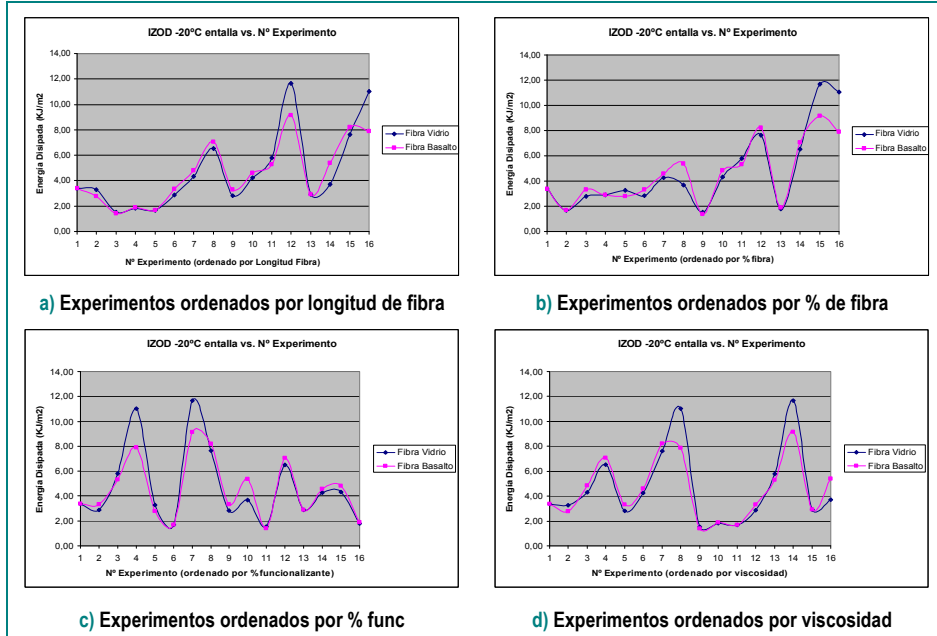 IZOD -20ºC entalla vs. Nº Experimento
Energía Disipada (KJ/m2)
14,00
12,00
10,00
8,00
6,00
4,00
2,00
0,00
1 2 3 4 5 6 7 8 9 10 11 12 13 14 15 16
Nº Experimento (ordenado por Longitud Fibra)
Fibra Vidrio
Fibra Basalto
a) Experimentos ordenados por longitud de fibra
IZOD -20ºC entalla vs. Nº Experimento
Energía Disipada (KJ/m2)
14,00
12,00
10,00
8,00
6,00
4,00
2,00
0,00
1 2 3 4 5 6 7 8 9 10 11 12 13 14 15 16
Nº Experimento (ordenado por % fibra)
Fibra Vidrio
Fibra Basalto
b) Experimentos ordenados por % de fibra
IZOD -20ºC entalla vs. Nº Experimento
Energía Disipada (KJ/m2)
14,00
12,00
10,00
8,00
6,00
4,00
2,00
0,00
1 2 3 4 5 6 7 8 9 10 11 12 13 14 15 16
Nº Experimento (ordenado por %funcionalizante)
Fibra Vidrio
Fibra Basalto
c) Experimentos ordenados por % func
IZOD -20ºC entalla vs. Nº Experimento
Energía Disipada (KJ/m2)
14,00
12,00
10,00
8,00
6,00
4,00
2,00
0,00
1 2 3 4 5 6 7 8 9 10 11 12 13 14 15 16
Nº Experimento (ordenado por viscosidad)
Fibra Vidrio
Fibra Basalto
d) Experimentos ordenados por viscosidad